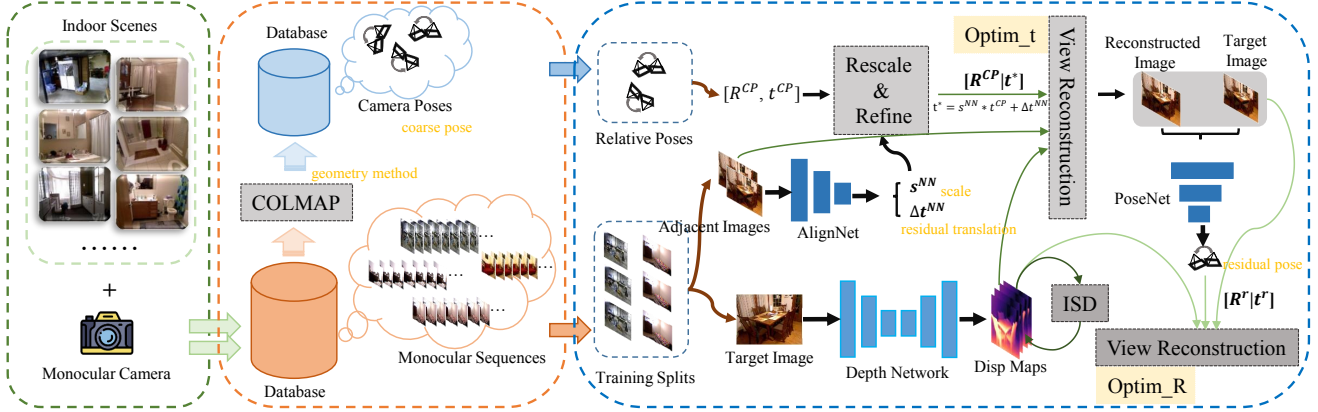 Indoor Scenes
......
+
Monocular Camera
Database
Camera Poses
coarse pose
geometry method
COLMAP
...
...
...
...
Monocular Sequences
Database
Relative Poses
[R^{CP}, t^{CP}]
Rescale
&
Refine
Optim_t
[R^{CP}|t^*]
t^* = s^{NN} * t^{CP} + Δt^{NN}
View Reconstruction
Reconstructed
Image
Target
Image
Adjacent Images
AlignNet
{
s^{NN}
scale
Δt^{NN}
residual translation
PoseNet
residual pose
[R^r|t^r]
Training Splits
Target Image
Depth Network
Disp Maps
ISD
View Reconstruction
Optim_R